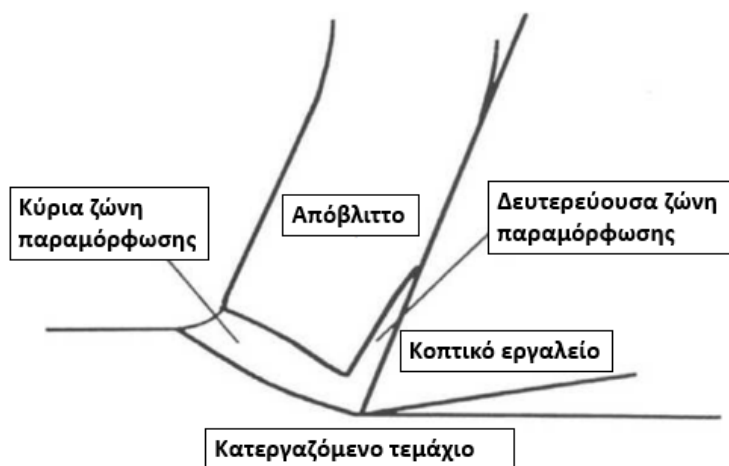 Κύρια ζώνη
παραμόρφωσης
Απόβλιττο
Δευτερεύουσα ζώνη
παραμόρφωσης
Κοπτικό εργαλείο
Κατεργαζόμενο τεμάχιο